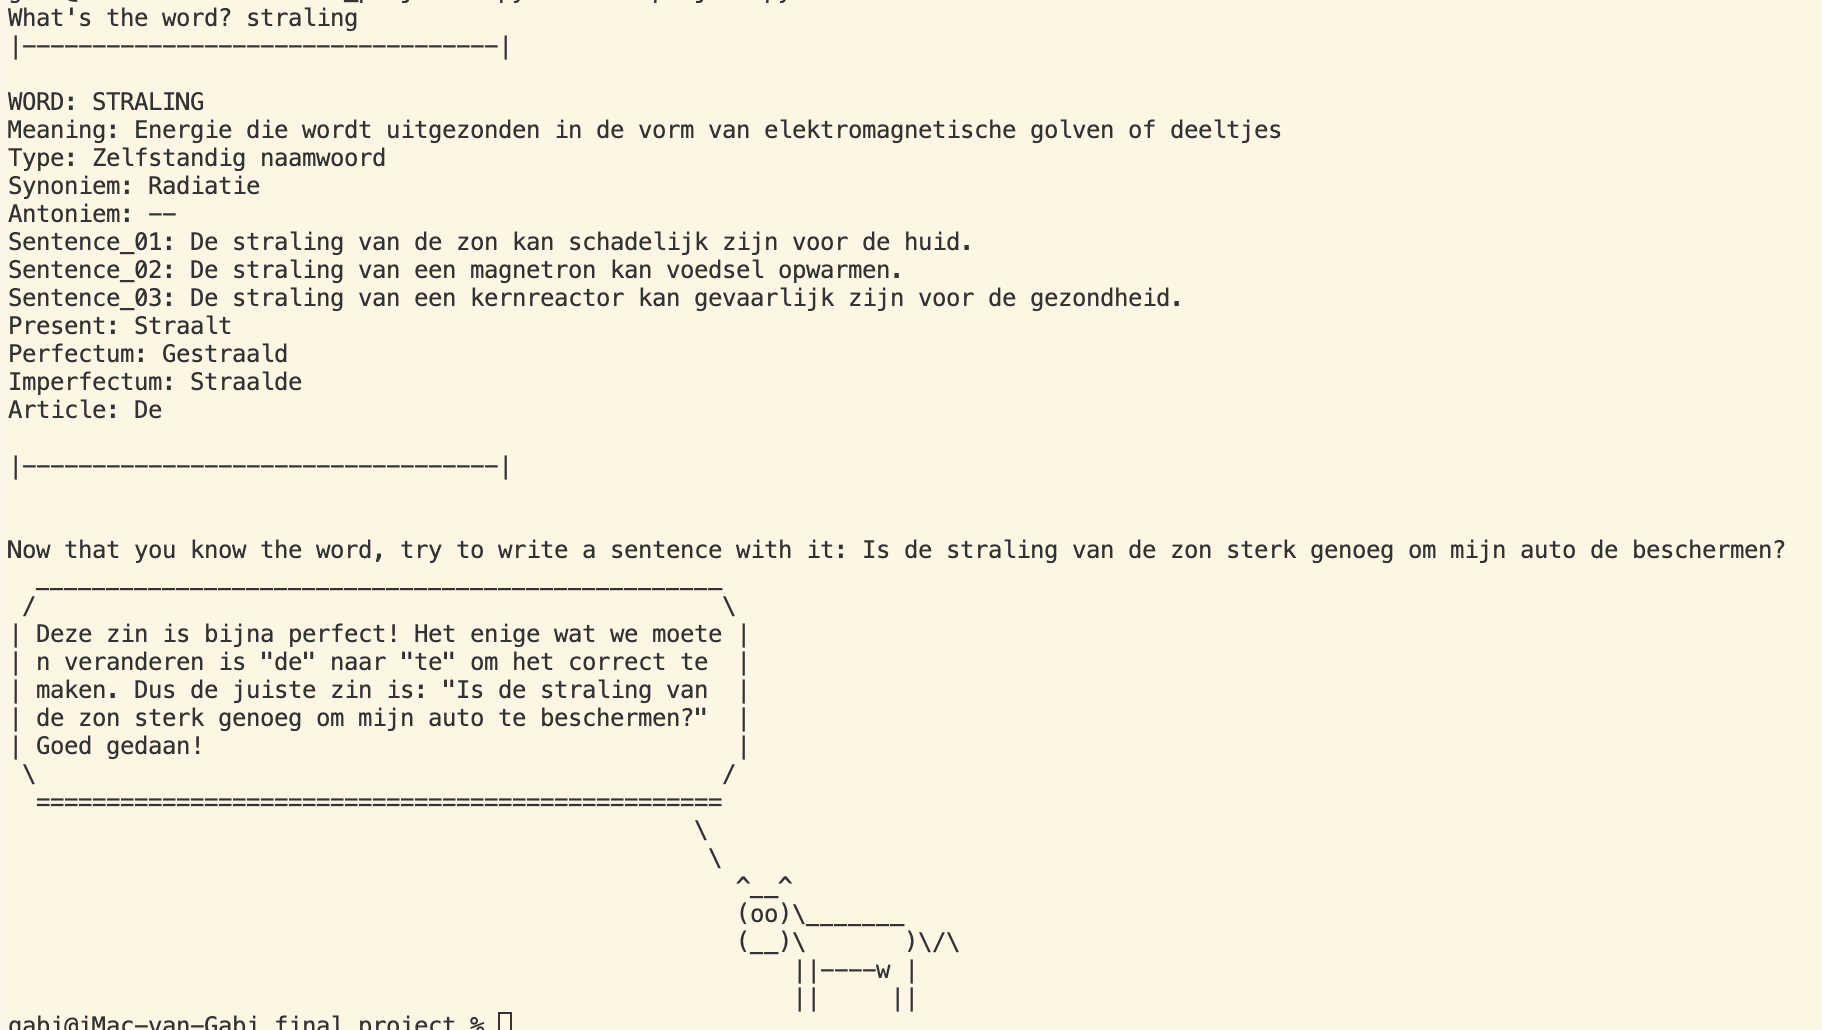 What's the word? straling
|----------------------------------|

WORD: STRALING
Meaning: Energie die wordt uitgezonden in de vorm van elektromagnetische golven of deeltjes
Type: Zelfstandig naamwoord
Synoniem: Radiatie
Antoniem: --
Sentence_01: De straling van de zon kan schadelijk zijn voor de huid.
Sentence_02: De straling van een magnetron kan voedsel opwarmen.
Sentence_03: De straling van een kernreactor kan gevaarlijk zijn voor de gezondheid.
Present: Straalt
Perfectum: Gestraald
Imperfectum: Straalde
Article: De

|----------------------------------|

Now that you know the word, try to write a sentence with it: Is de straling van de zon sterk genoeg om mijn auto de beschermen?
  _________________________________________________
 /                                                 \
| Deze zin is bijna perfect! Het enige wat we moete |
| n veranderen is "de" naar "te" om het correct te  |
| maken. Dus de juiste zin is: "Is de straling van  |
| de zon sterk genoeg om mijn auto te beschermen?"  |
| Goed gedaan!                                      |
 \                                                 /
  =================================================
                                                 \
                                                  \
                                                    ^__^
                                                    (oo)\_______
                                                    (__)\       )\/\
                                                        ||----w |
                                                        ||     ||
gabi@iMac-van-Gabi final_project %